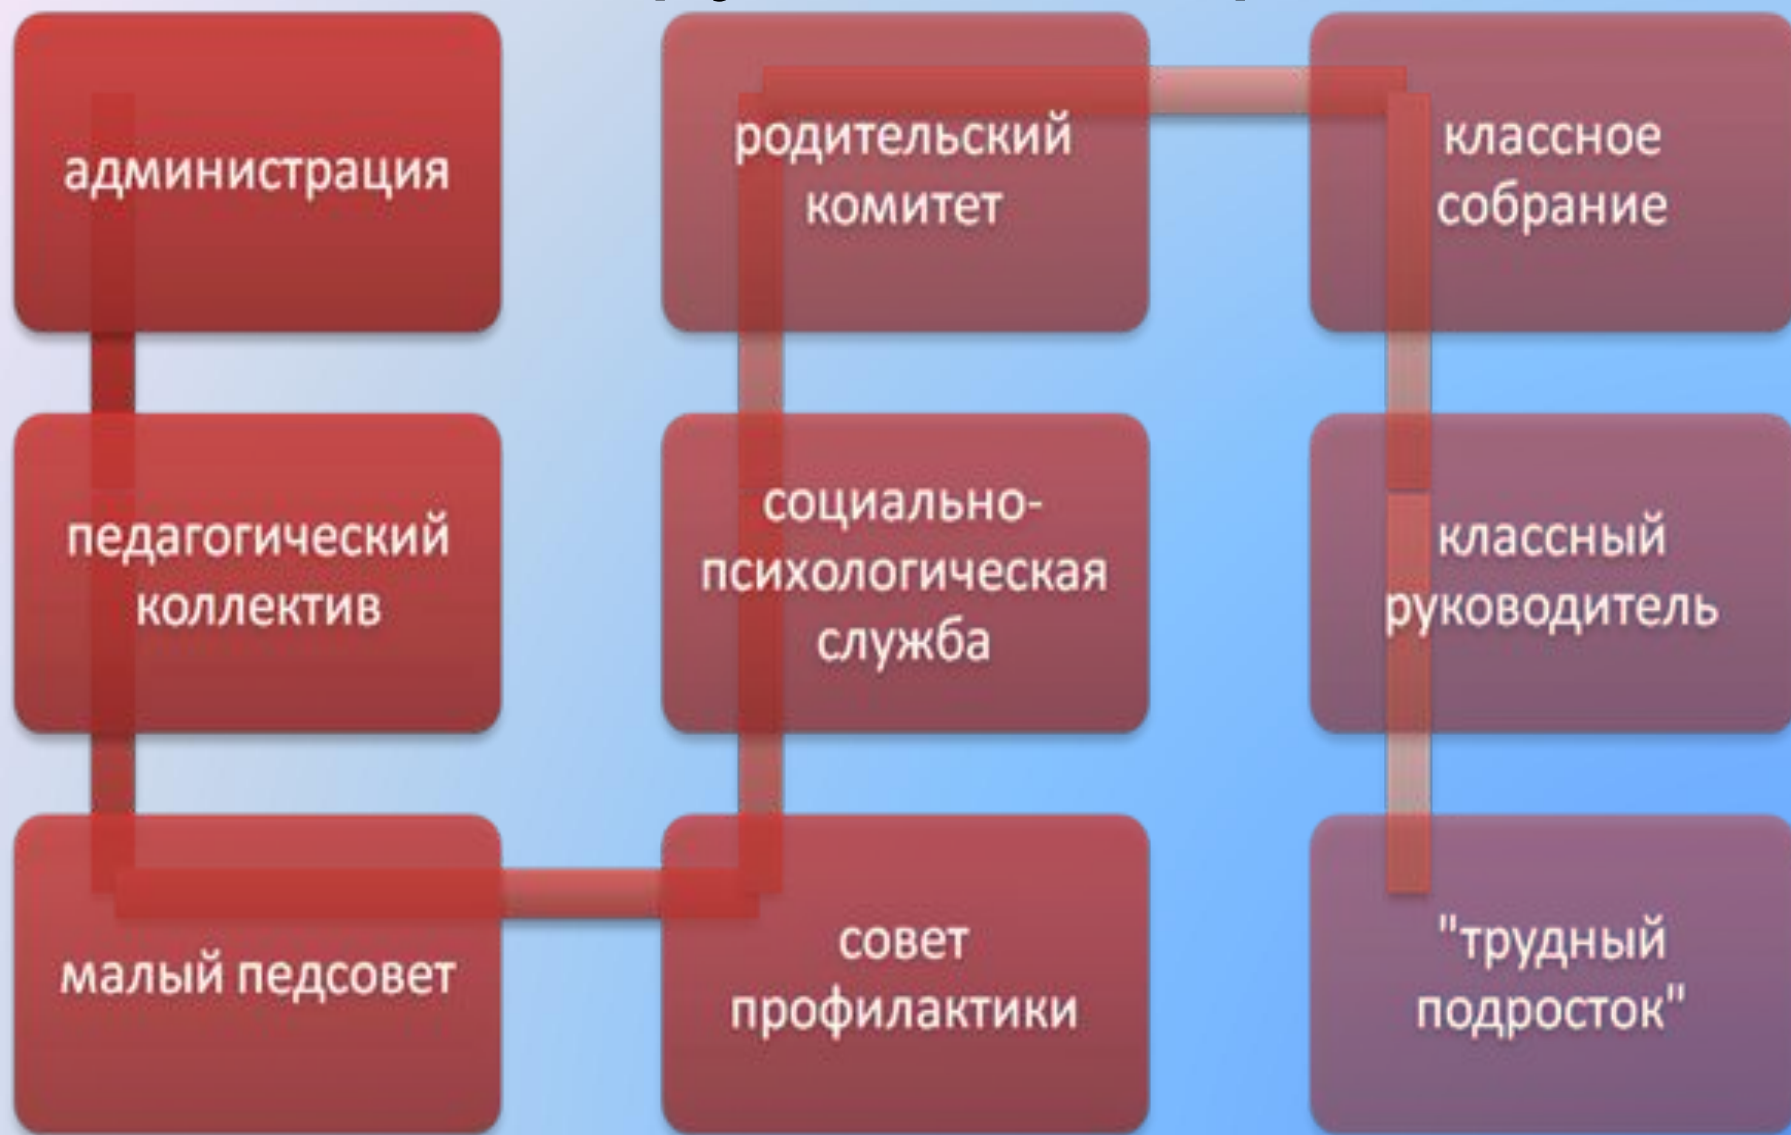 администрация
педагогический
коллектив
малый педсовет
совет
профилактики
социально-
психологическая
служба
родительский
комитет
классное
собрание
классный
руководитель
"трудный
подросток"